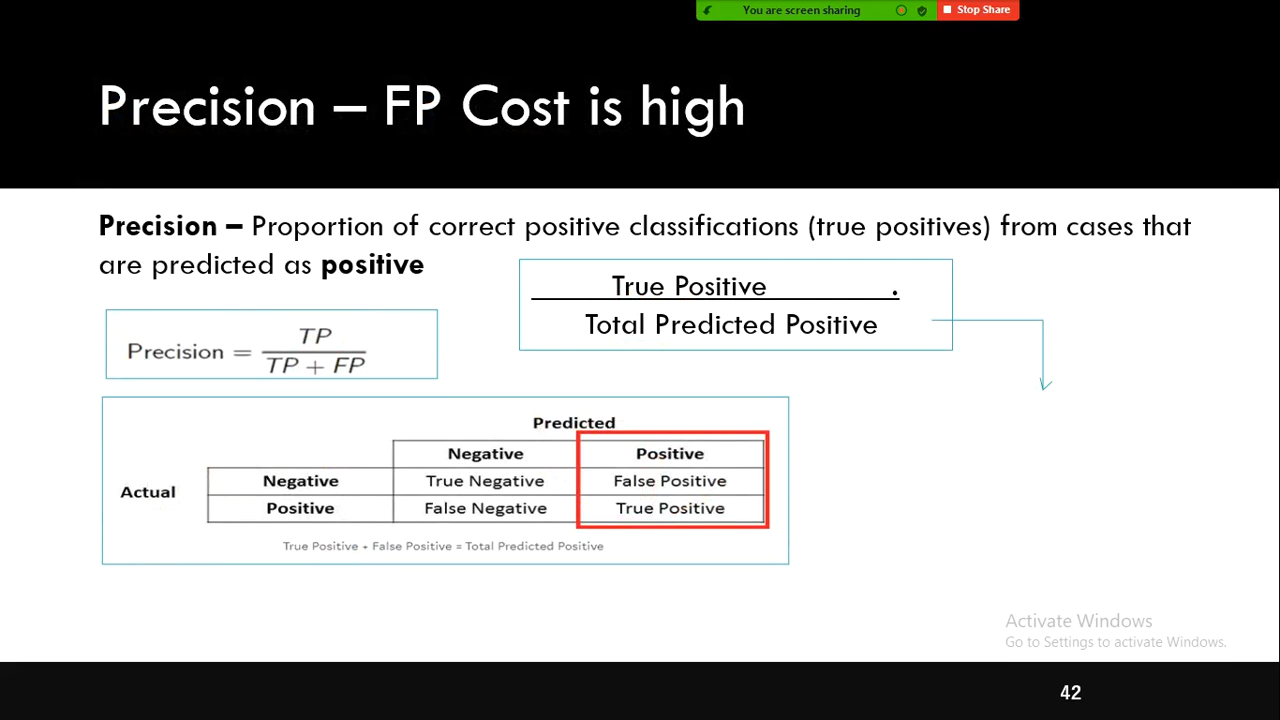 You are screen sharing
Stop Share
Precision – FP Cost is high
Precision – Proportion of correct positive classifications (true positives) from cases that
are predicted as positive
True Positive .
Total Predicted Positive
Precision = TP
TP + FP
Predicted
Negative Positive
Actual
Negative True Negative False Positive
Positive False Negative True Positive
True Positive + False Positive = Total Predicted Positive
Activate Windows
Go to Settings to activate Windows.
42